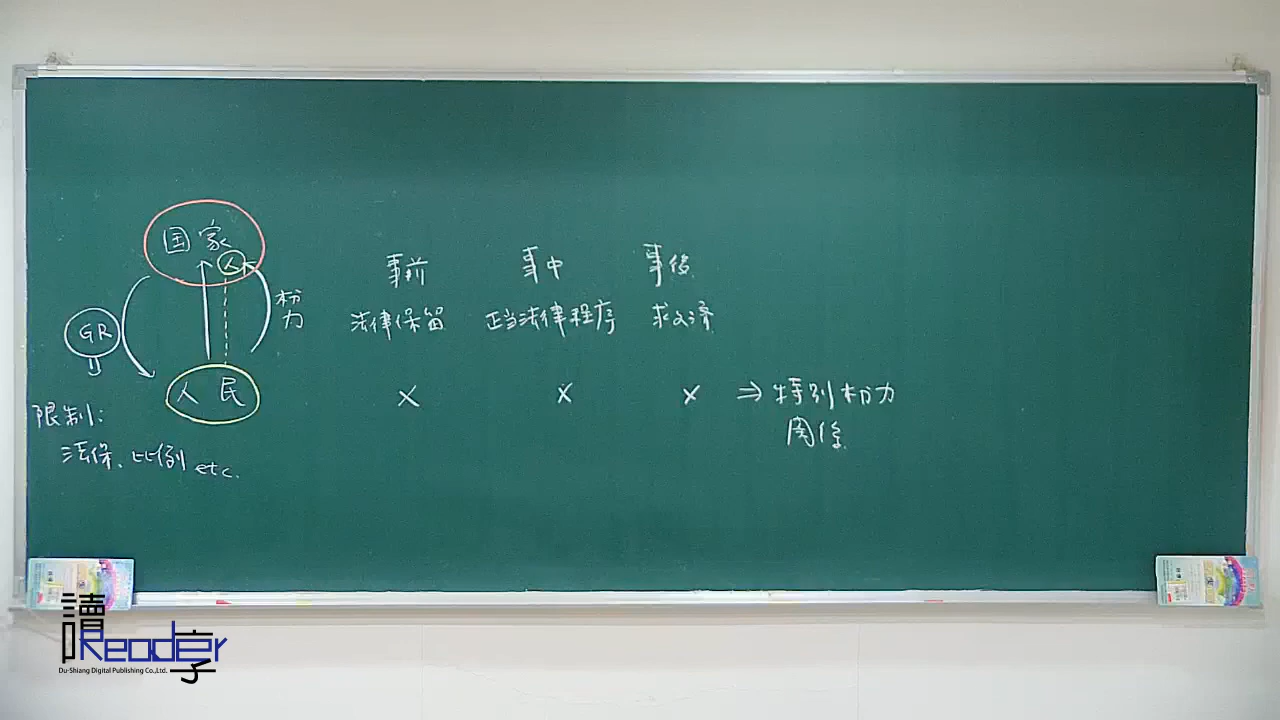 国家
人
权力
GR
人民
限制:
法保、比例 etc.
事前 事中 事後
法律保留 正当法律程序 救济
× × × ⇒ 特別权力
関係
讀享
Reader
Du-Shiang Digital Publishing Co.,Ltd.